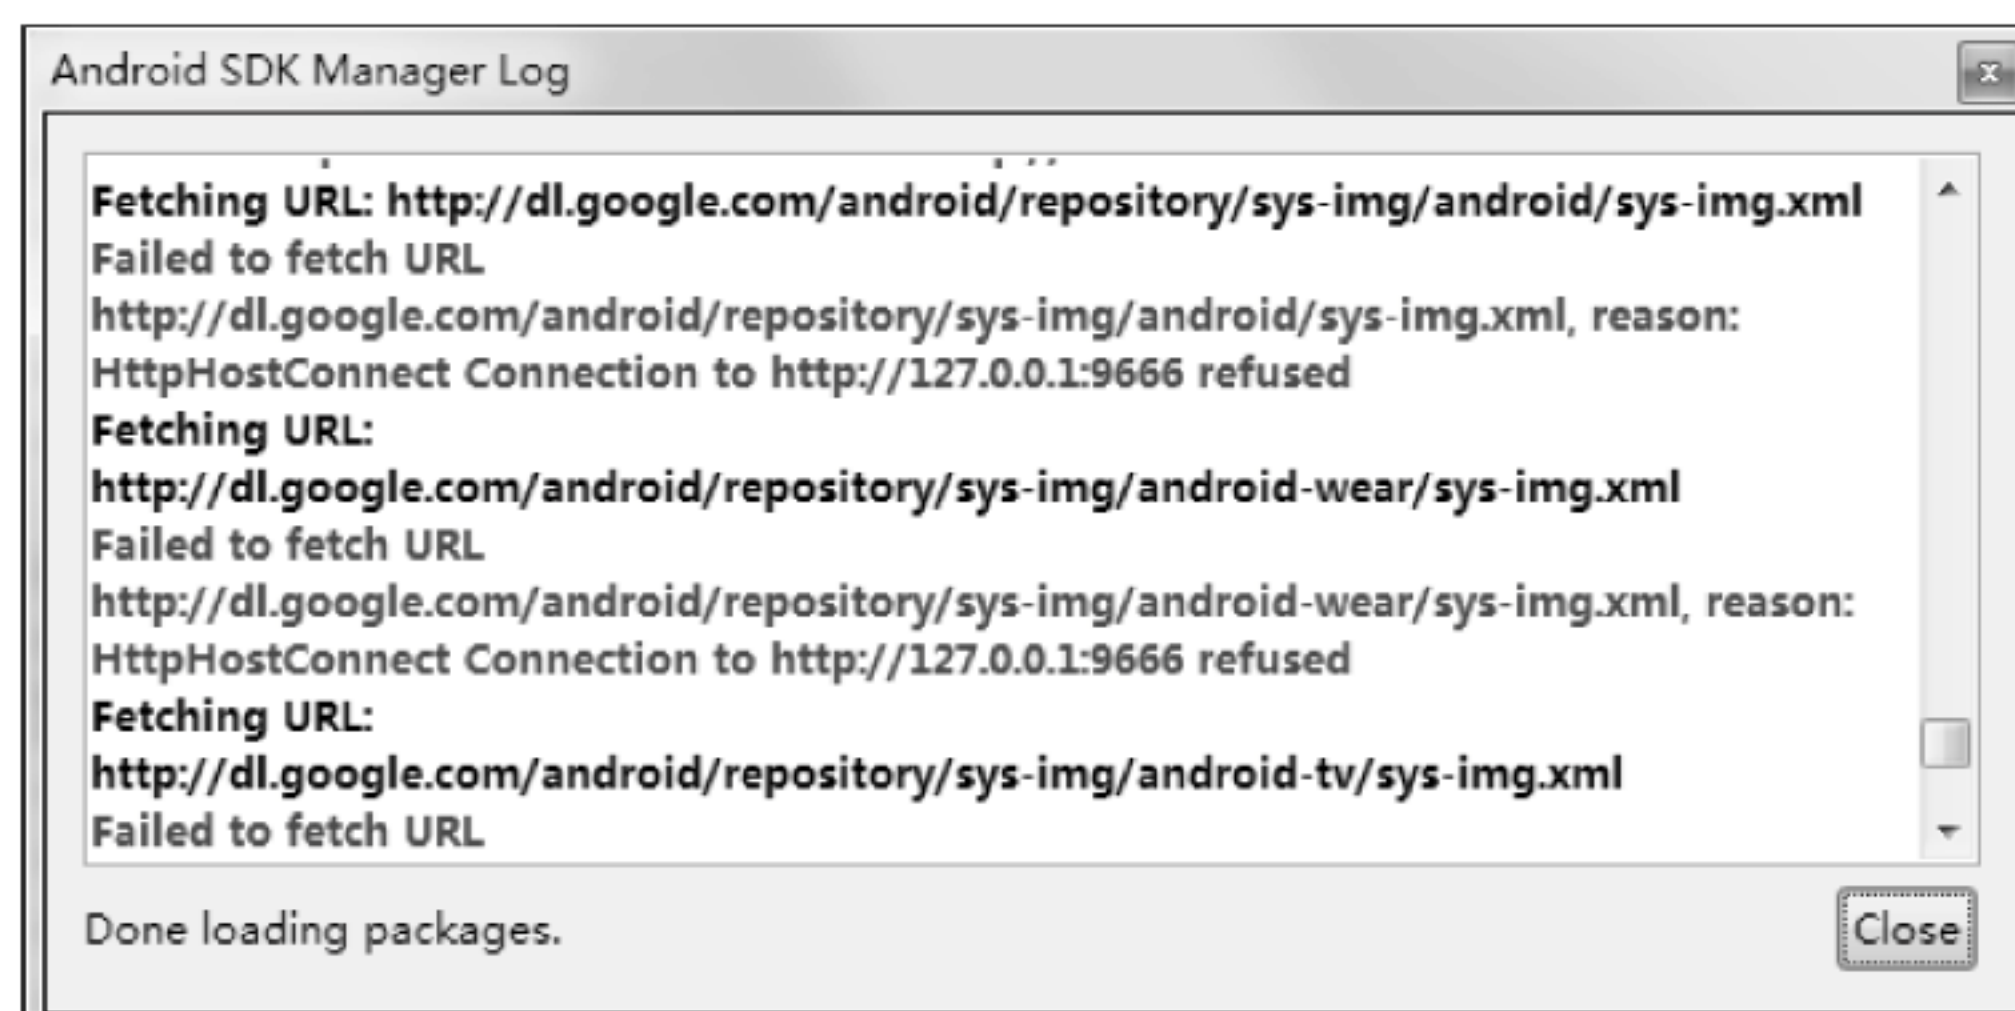 Android SDK Manager Log
Fetching URL: http://dl.google.com/android/repository/sys-img/android/sys-img.xml
Failed to fetch URL
http://dl.google.com/android/repository/sys-img/android/sys-img.xml, reason:
HttpHostConnect Connection to http://127.0.0.1:9666 refused
Fetching URL:
http://dl.google.com/android/repository/sys-img/android-wear/sys-img.xml
Failed to fetch URL
http://dl.google.com/android/repository/sys-img/android-wear/sys-img.xml, reason:
HttpHostConnect Connection to http://127.0.0.1:9666 refused
Fetching URL:
http://dl.google.com/android/repository/sys-img/android-tv/sys-img.xml
Failed to fetch URL
Done loading packages.
Close